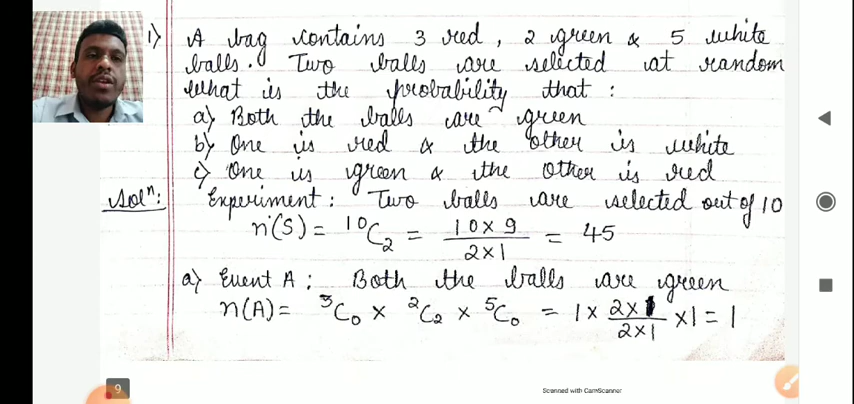 1) A bag contains 3 red, 2 green & 5 white
balls. Two balls are selected at random
what is the probability that :
a) Both the balls are green
b) One is red & the other is white
c) One is green & the other is red
Solⁿ: Experiment : Two balls are selected out of 10
n(S) = ¹⁰C₂ = 10 x 9 / 2 x 1 = 45
a) Event A : Both the balls are green
n(A) = ³C₀ x ²C₂ x ⁵C₀ = 1 x 2 x 1 / 2 x 1 x 1 = 1
9
Scanned with CamScanner